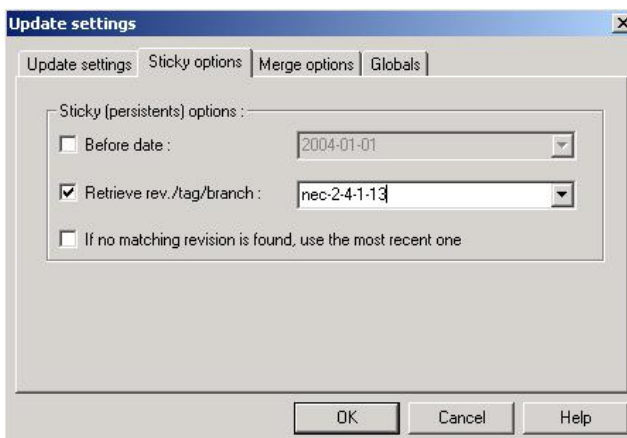 Update settings
Update settings Sticky options Merge options Globals
Sticky (persistents) options :
Before date : 2004-01-01
Retrieve rev./tag/branch : nec-2-4-1-13
If no matching revision is found, use the most recent one
OK Cancel Help